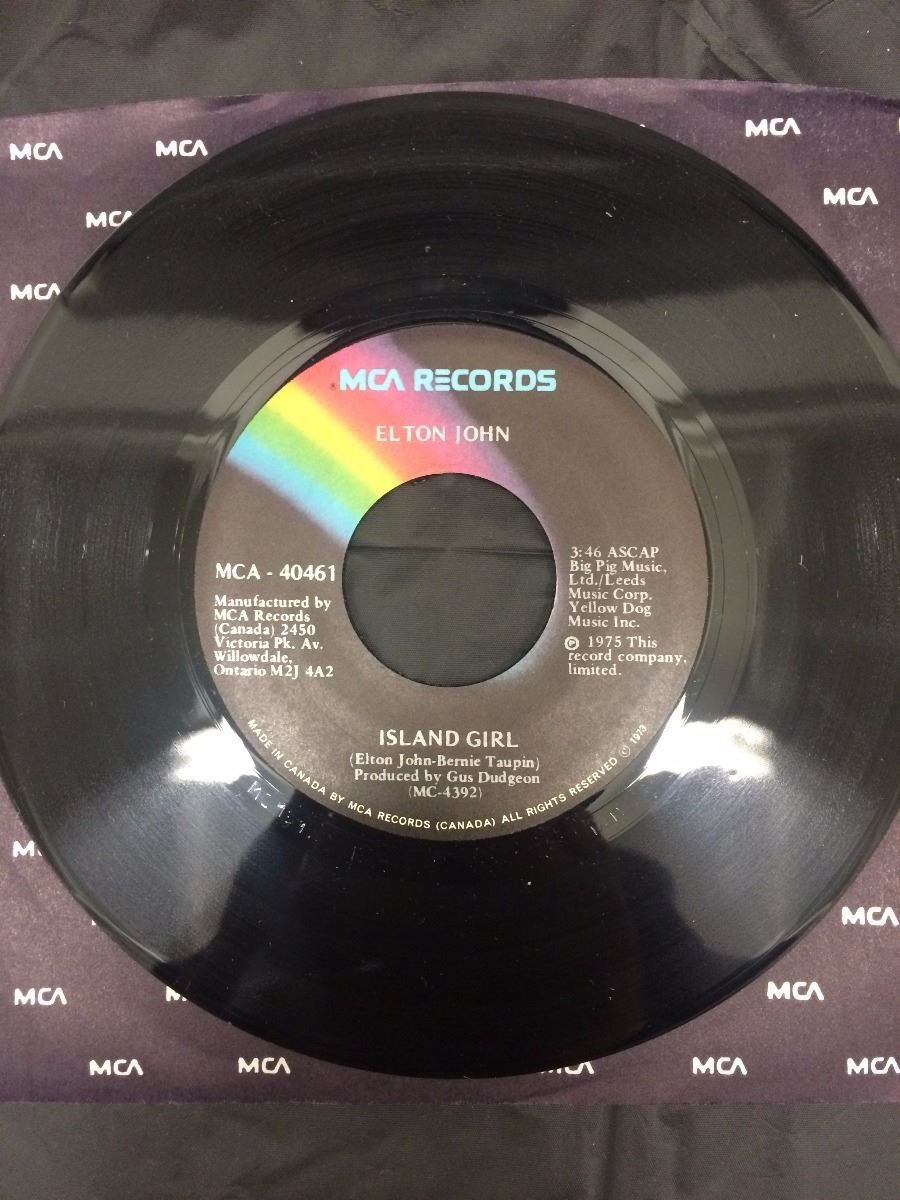 MCA
MCA
MCA
MCA
MCA
MCA
MCA RECORDS
ELTON JOHN
MCA - 40461
Manufactured by
MCA Records
(Canada) 2450
Victoria Pk. Av.
Willowdale,
Ontario M2J 4A2
3:46 ASCAP
Big Pig Music,
Ltd./Leeds
Music Corp.
Yellow Dog
Music Inc.
Ⓟ 1975 This
record company,
limited.
ISLAND GIRL
(Elton John-Bernie Taupin)
Produced by Gus Dudgeon
(MC-4392)
MADE IN CANADA BY MCA RECORDS (CANADA) ALL RIGHTS RESERVED © 1973
MCA
MCA
MCA
MCA
MCA
MCA
MCA
MCA